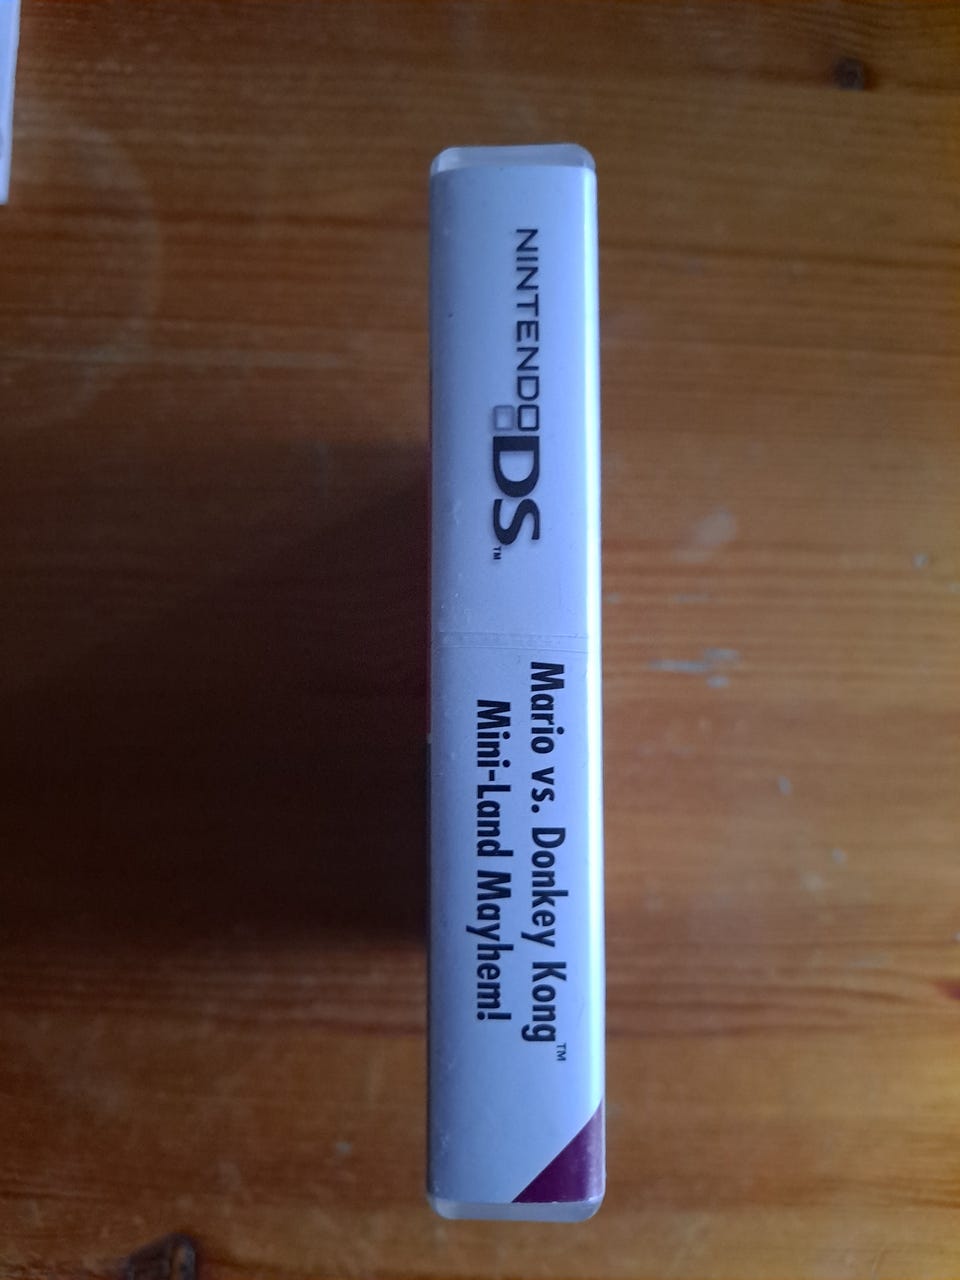 NINTENDO DS™
Mario vs. Donkey Kong™
Mini-Land Mayhem!